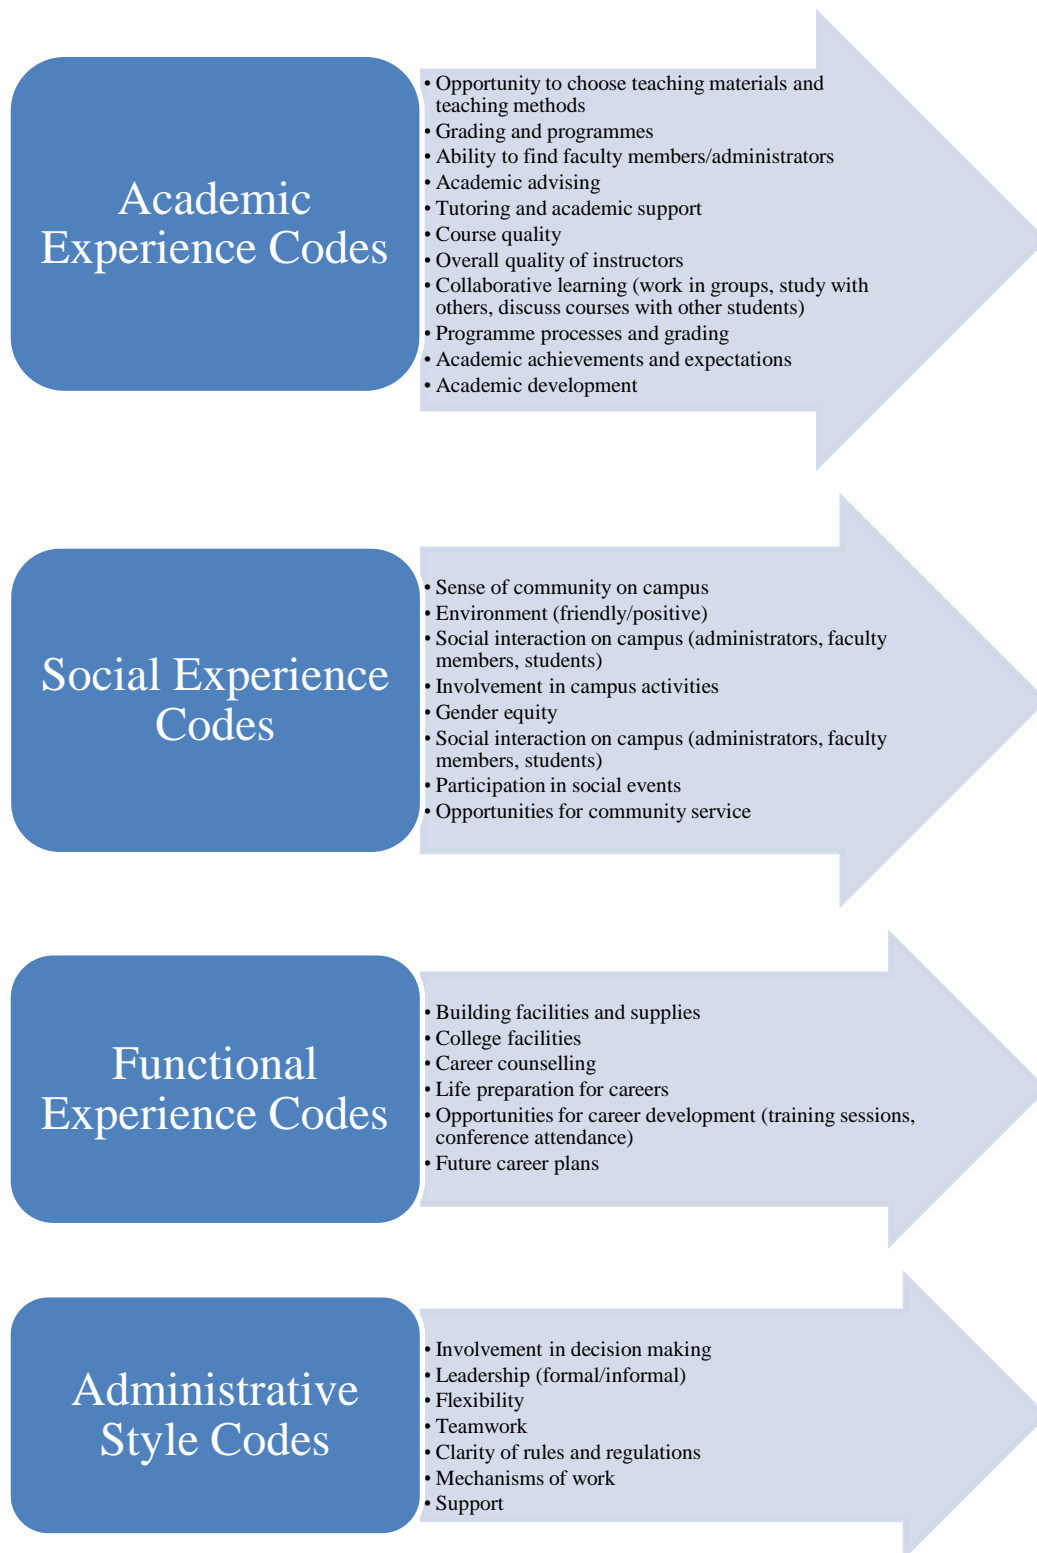 Academic
Experience Codes
• Opportunity to choose teaching materials and
teaching methods
• Grading and programmes
• Ability to find faculty members/administrators
• Academic advising
• Tutoring and academic support
• Course quality
• Overall quality of instructors
• Collaborative learning (work in groups, study with
others, discuss courses with other students)
• Programme processes and grading
• Academic achievements and expectations
• Academic development
Social Experience
Codes
• Sense of community on campus
• Environment (friendly/positive)
• Social interaction on campus (administrators, faculty
members, students)
• Involvement in campus activities
• Gender equity
• Social interaction on campus (administrators, faculty
members, students)
• Participation in social events
• Opportunities for community service
Functional
Experience Codes
• Building facilities and supplies
• College facilities
• Career counselling
• Life preparation for careers
• Opportunities for career development (training sessions,
conference attendance)
• Future career plans
Administrative
Style Codes
• Involvement in decision making
• Leadership (formal/informal)
• Flexibility
• Teamwork
• Clarity of rules and regulations
• Mechanisms of work
• Support